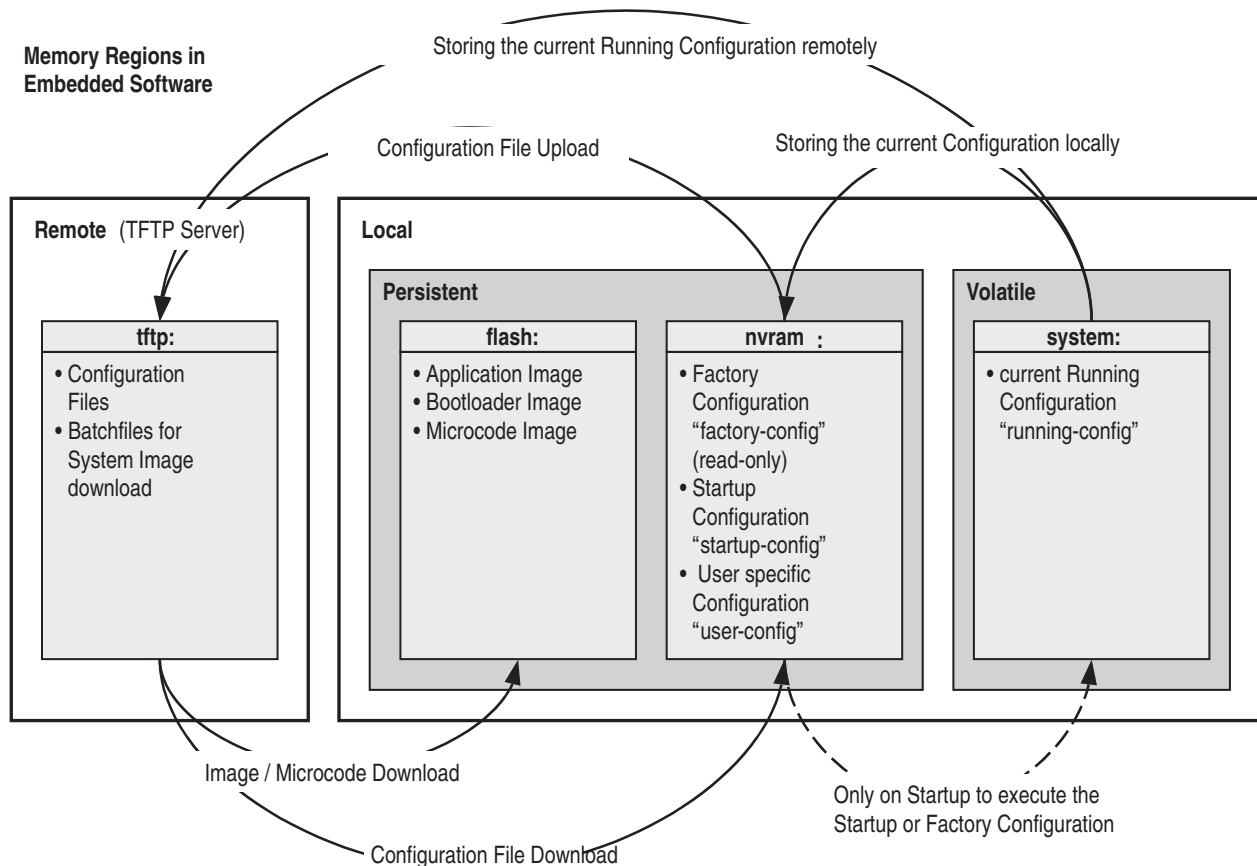 Memory Regions in
Embedded Software
Storing the current Running Configuration remotely
Configuration File Upload
Storing the current Configuration locally
Remote (TFTP Server)
Local
Persistent
Volatile
tftp:
• Configuration
Files
• Batchfiles for
System Image
download
flash:
• Application Image
• Bootloader Image
• Microcode Image
nvram :
• Factory
Configuration
“factory-config”
(read-only)
• Startup
Configuration
“startup-config”
• User specific
Configuration
“user-config”
system:
• current Running
Configuration
“running-config”
Image / Microcode Download
Only on Startup to execute the
Startup or Factory Configuration
Configuration File Download